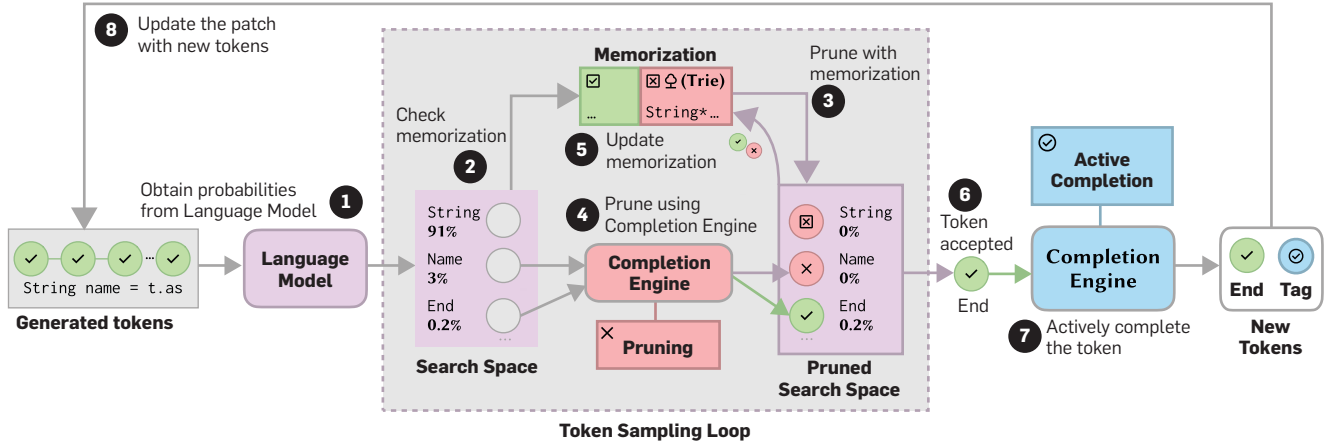 8 Update the patch
with new tokens
Obtain probabilities
from Language Model 1
String name = t.as
Generated tokens
Language
Model
Check
memorization
2
String
91%
Name
3%
End
0.2%
...
Search Space
Memorization
...
(Trie)
String*…
5 Update
memorization
Prune with
memorization
3
4 Prune using
Completion Engine
Completion
Engine
Pruning
String
0%
Name
0%
End
0.2%
...
Pruned
Search Space
Token Sampling Loop
6
Token
accepted
End
Active
Completion
Completion
Engine
7 Actively complete
the token
End Tag
New
Tokens